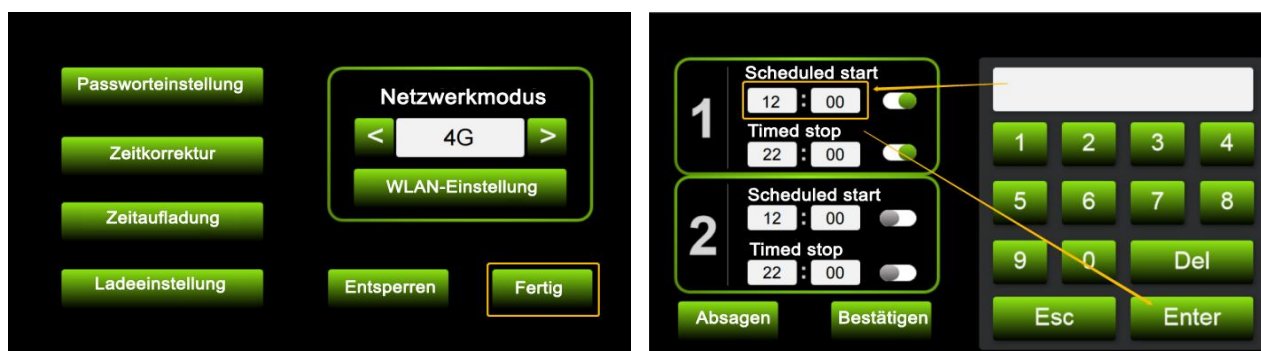 Passworteinstellung
Zeitkorrektur
Zeitaufladung
Ladeeinstellung
Netzwerkmodus
< 4G >
WLAN-Einstellung
Entsperren Fertig
1
Scheduled start
12 : 00
Timed stop
22 : 00
2
Scheduled start
12 : 00
Timed stop
22 : 00
Absagen Bestätigen
1 2 3 4
5 6 7 8
9 0 Del
Esc Enter